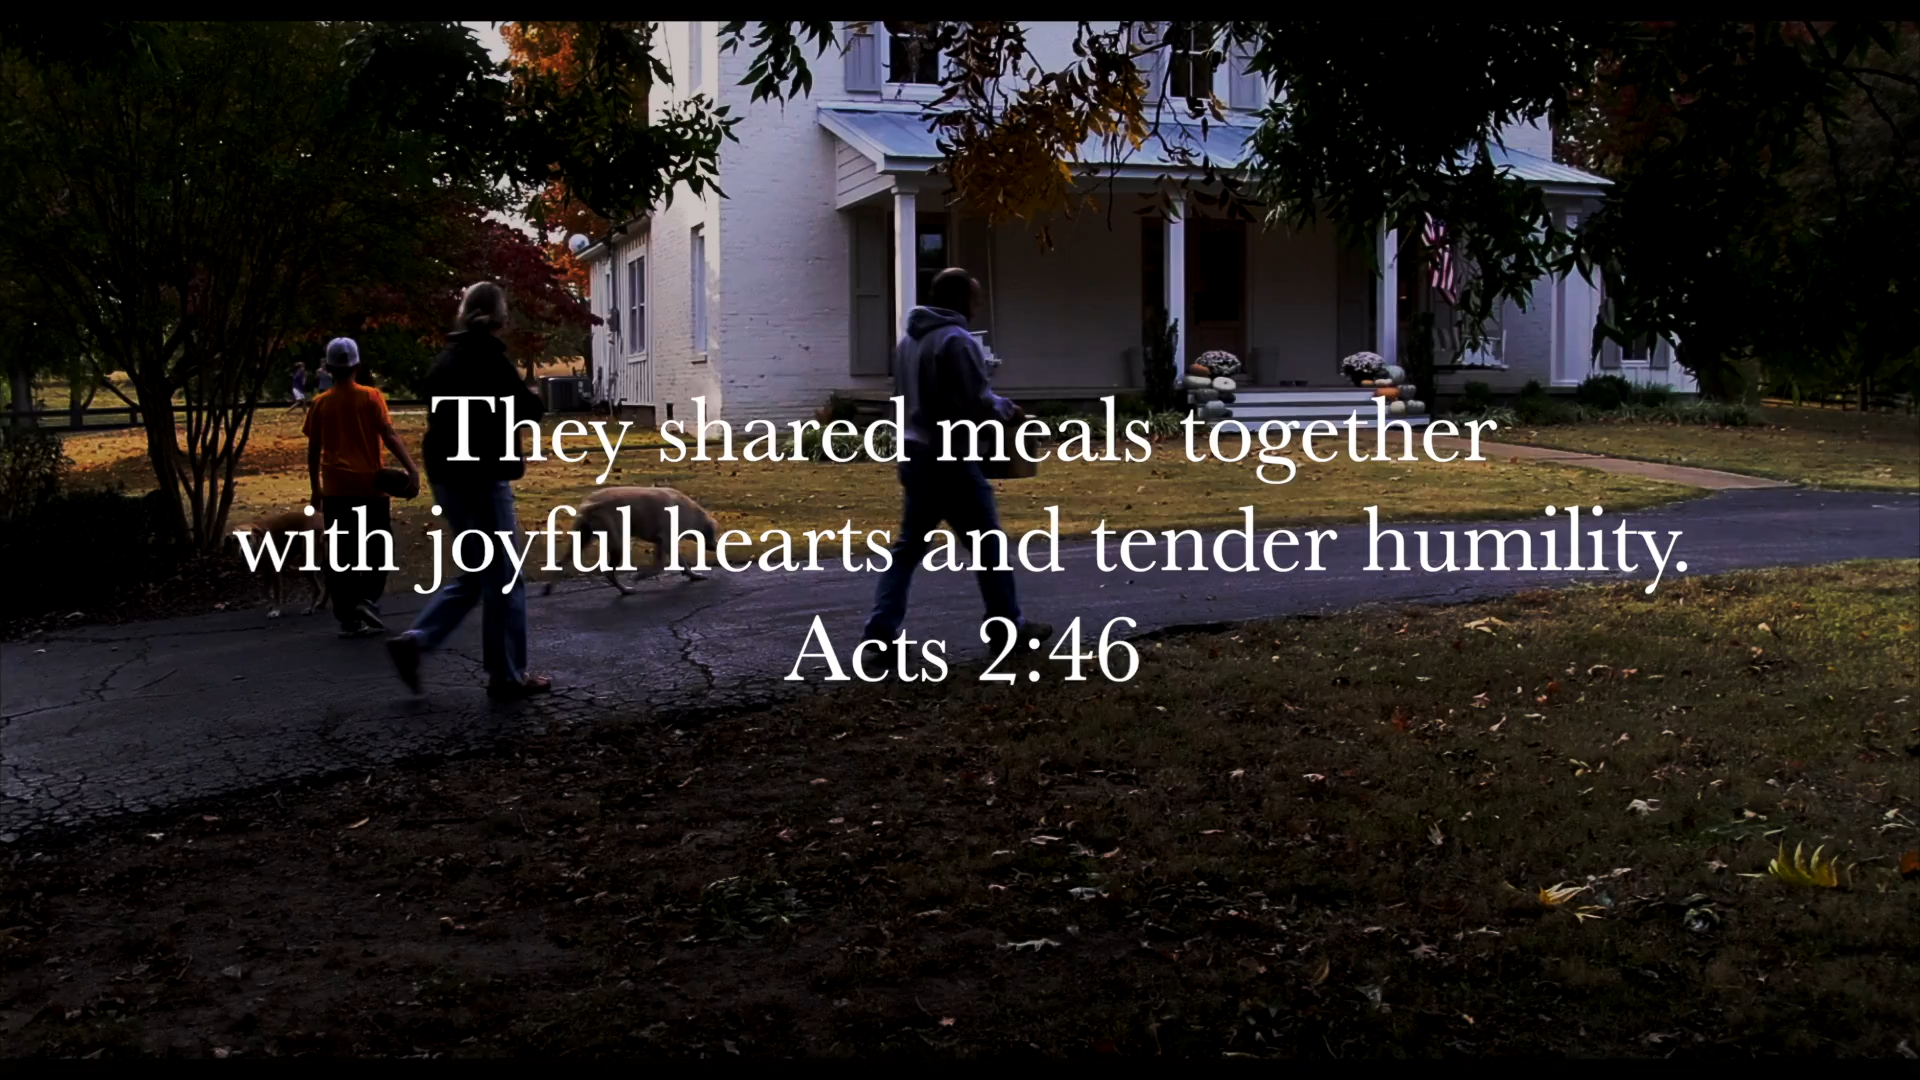 They shared meals together
with joyful hearts and tender humility.
Acts 2:46